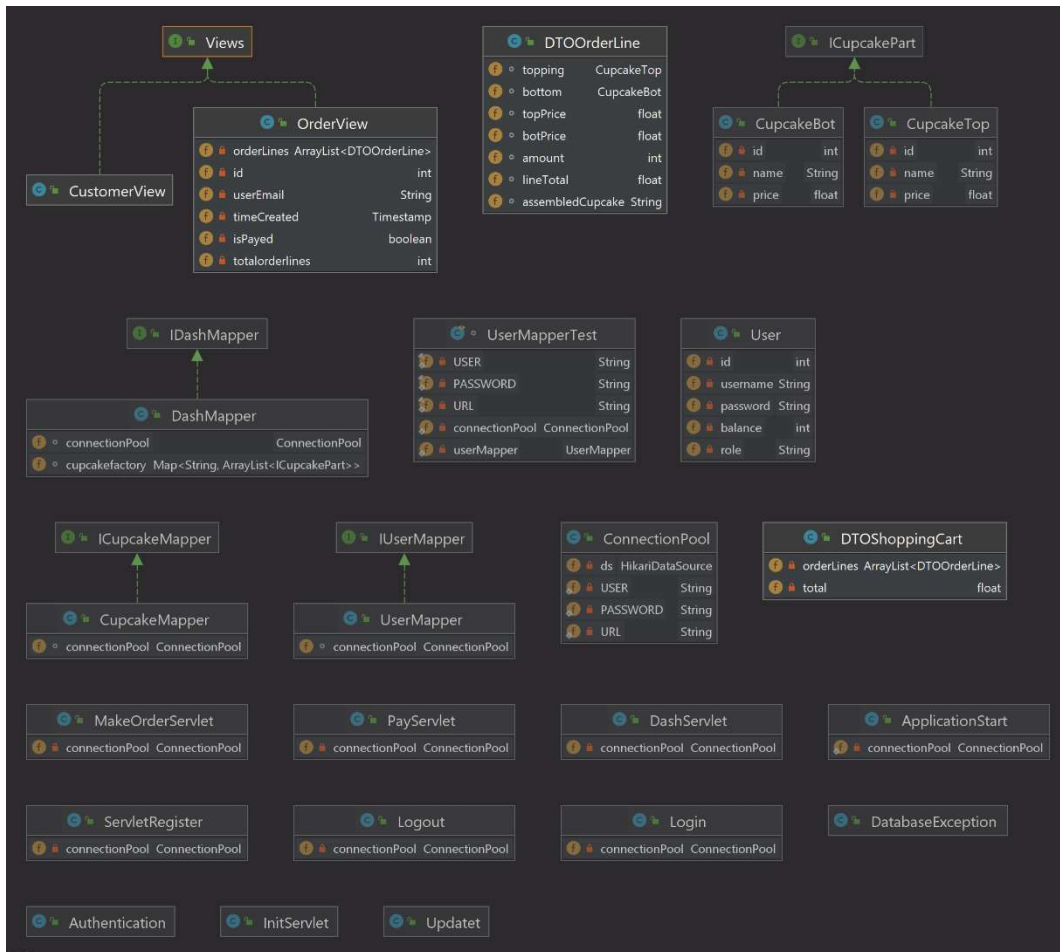 Views
DTOOrderLine
topping CupcakeTop
bottom CupcakeBot
topPrice float
botPrice float
amount int
lineTotal float
assembledCupcake String
ICupcakePart
OrderView
orderLines ArrayList<DTOOrderLine>
id int
userEmail String
timeCreated Timestamp
isPayed boolean
totalorderlines int
CustomerView
CupcakeBot
id int
name String
price float
CupcakeTop
id int
name String
price float
IDashMapper
DashMapper
connectionPool ConnectionPool
cupcakefactory Map<String, ArrayList<ICupcakePart>>
UserMapperTest
USER String
PASSWORD String
URL String
connectionPool ConnectionPool
userMapper UserMapper
User
id int
username String
password String
balance int
role String
ICupcakeMapper
CupcakeMapper
connectionPool ConnectionPool
IUserMapper
UserMapper
connectionPool ConnectionPool
ConnectionPool
ds HikariDataSource
USER String
PASSWORD String
URL String
DTOShoppingCart
orderLines ArrayList<DTOOrderLine>
total float
MakeOrderServlet
connectionPool ConnectionPool
PayServlet
connectionPool ConnectionPool
DashServlet
connectionPool ConnectionPool
ApplicationStart
connectionPool ConnectionPool
ServletRegister
connectionPool ConnectionPool
Logout
connectionPool ConnectionPool
Login
connectionPool ConnectionPool
DatabaseException
Authentication
InitServlet
Updatet